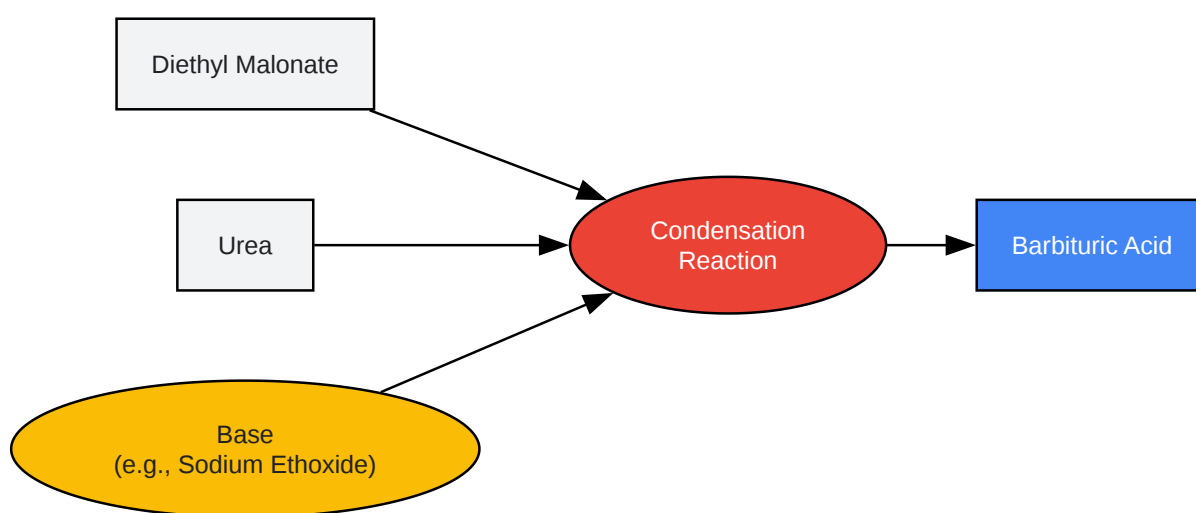 Diethyl Malonate
Urea
Condensation
Reaction
Barbituric Acid
Base
(e.g., Sodium Ethoxide)